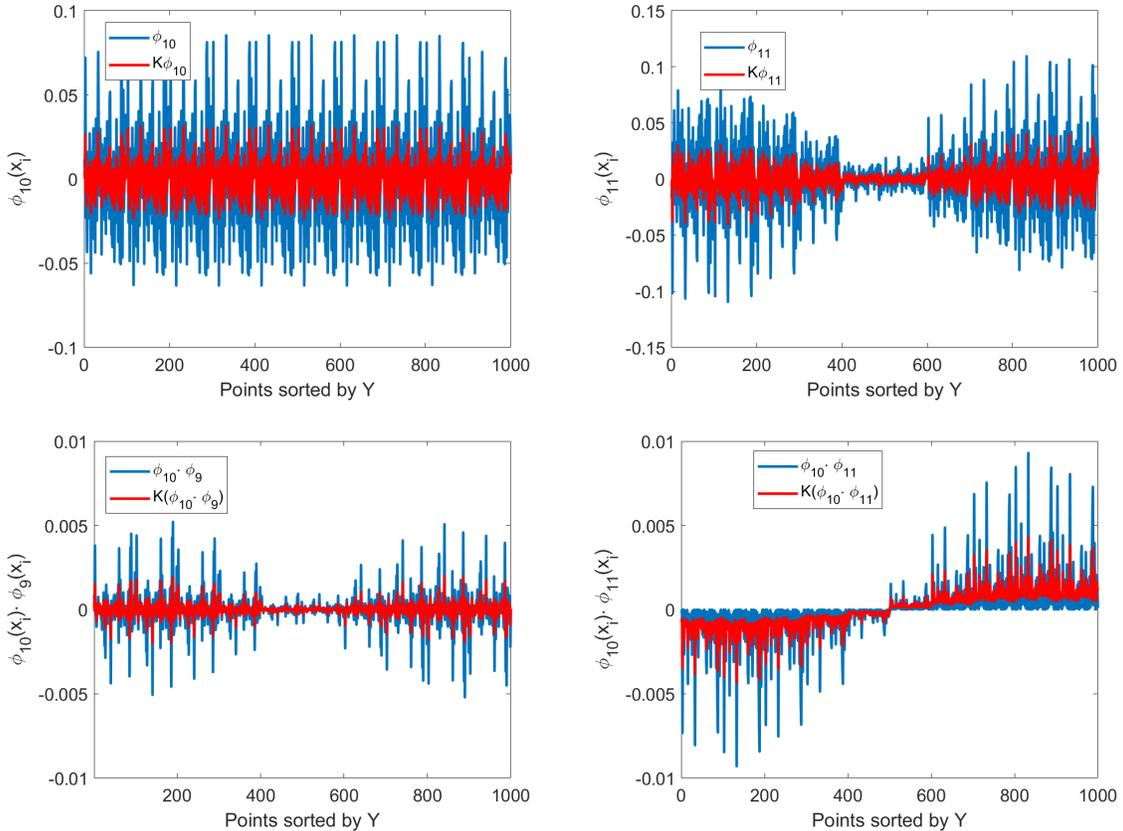 0.1
0.05
0
-0.05
-0.1
0 200 400 600 800 1000
Points sorted by Y
ϕ10(xi)
ϕ10
Kϕ10
0.15
0.1
0.05
0
-0.05
-0.1
-0.15
0 200 400 600 800 1000
Points sorted by Y
ϕ11(xi)
ϕ11
Kϕ11
0.01
0.005
0
-0.005
-0.01
200 400 600 800 1000
Points sorted by Y
ϕ10(xi)· ϕ9(xi)
ϕ10· ϕ9
K(ϕ10· ϕ9)
0.01
0.005
0
-0.005
-0.01
0 200 400 600 800 1000
Points sorted by Y
ϕ10(xi)· ϕ11(xi)
ϕ10· ϕ11
K(ϕ10· ϕ11)